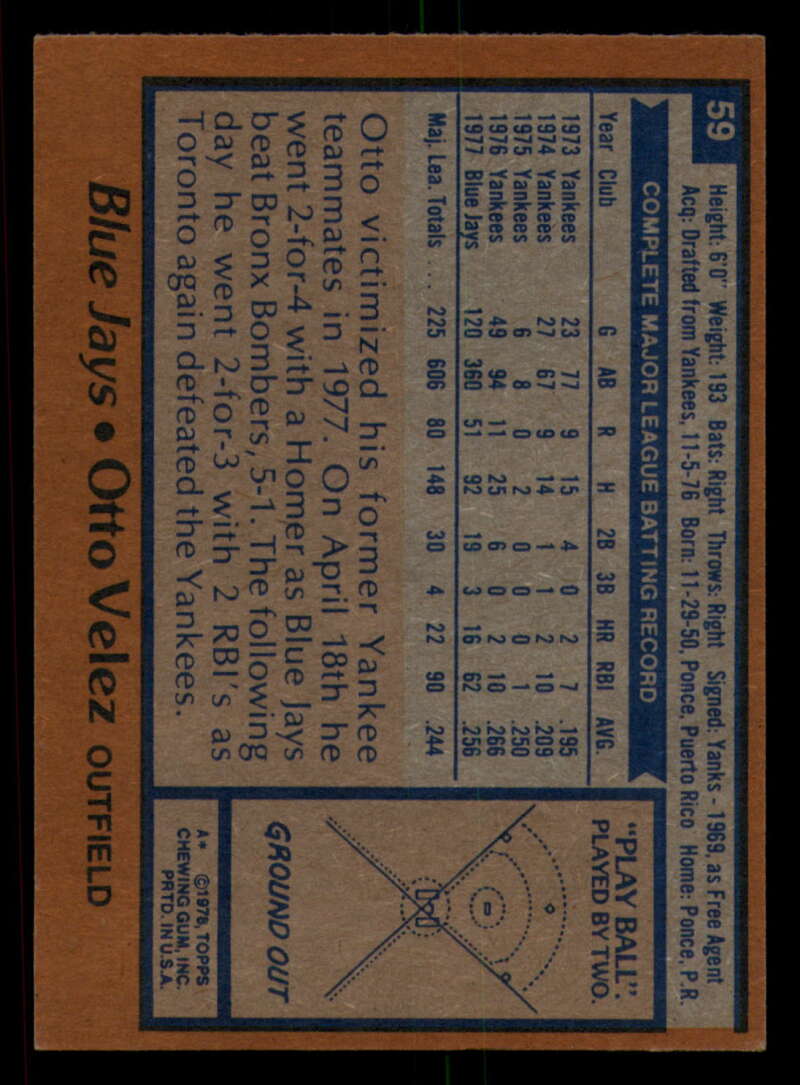 59
Height: 6'0" Weight: 193 Bats: Right Throws: Right Signed: Yanks - 1969, as Free Agent
Acq: Drafted from Yankees, 11-5-76 Born: 11-29-50, Ponce, Puerto Rico Home: Ponce, P.R.
COMPLETE MAJOR LEAGUE BATTING RECORD
Year Club G AB R H 2B 3B HR RBI AVG.
1973 Yankees 23 77 9 15 4 0 2 7 .195
1974 Yankees 27 67 9 14 1 1 2 10 .209
1975 Yankees 6 8 0 2 0 0 0 1 .250
1976 Yankees 49 94 11 25 6 0 2 10 .266
1977 Blue Jays 120 360 51 92 19 3 16 62 .256
Maj. Lea. Totals ... 225 606 80 148 30 4 22 90 .244
Otto victimized his former Yankee
teammates in 1977. On April 18th he
went 2-for-4 with a Homer as Blue Jays
beat Bronx Bombers, 5-1. The following
day he went 2-for-3 with 2 RBI's as
Toronto again defeated the Yankees.
"PLAY BALL".
PLAYED BY TWO.
GROUND OUT
A* ©1978, TOPPS
CHEWING GUM, INC.
PRTD. IN U.S.A.
Blue Jays • Otto Velez OUTFIELD